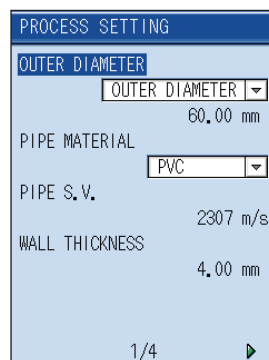 PROCESS SETTING
OUTER DIAMETER
OUTER DIAMETER
60.00 mm
PIPE MATERIAL
PVC
PIPE S.V.
2307 m/s
WALL THICKNESS
4.00 mm
1/4